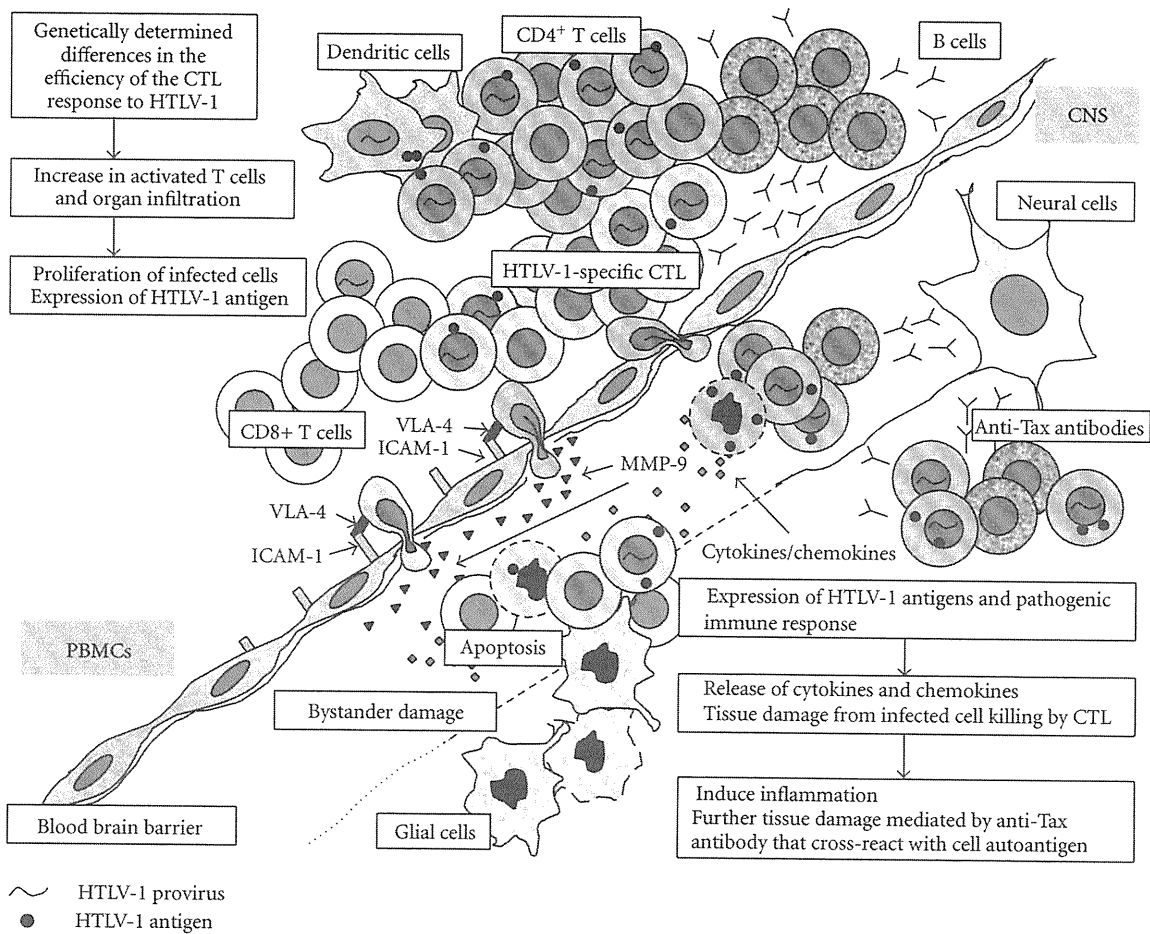 Genetically determined
differences in the
efficiency of the CTL
response to HTLV-1
Increase in activated T cells
and organ infiltration
Proliferation of infected cells
Expression of HTLV-1 antigen
Dendritic cells
CD4⁺ T cells
B cells
CNS
Neural cells
HTLV-1-specific CTL
CD8+ T cells
VLA-4
ICAM-1
MMP-9
Anti-Tax antibodies
VLA-4
ICAM-1
Cytokines/chemokines
PBMCs
Apoptosis
Bystander damage
Glial cells
Blood brain barrier
Expression of HTLV-1 antigens and pathogenic
immune response
Release of cytokines and chemokines
Tissue damage from infected cell killing by CTL
Induce inflammation
Further tissue damage mediated by anti-Tax
antibody that cross-react with cell autoantigen
HTLV-1 provirus
HTLV-1 antigen